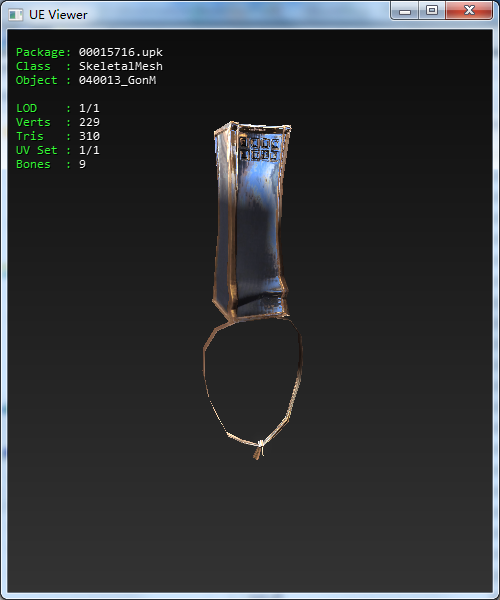 UE Viewer
Package: 00015716.upk
Class  : SkeletalMesh
Object : 040013_GonM
LOD    : 1/1
Verts  : 229
Tris   : 310
UV Set : 1/1
Bones  : 9